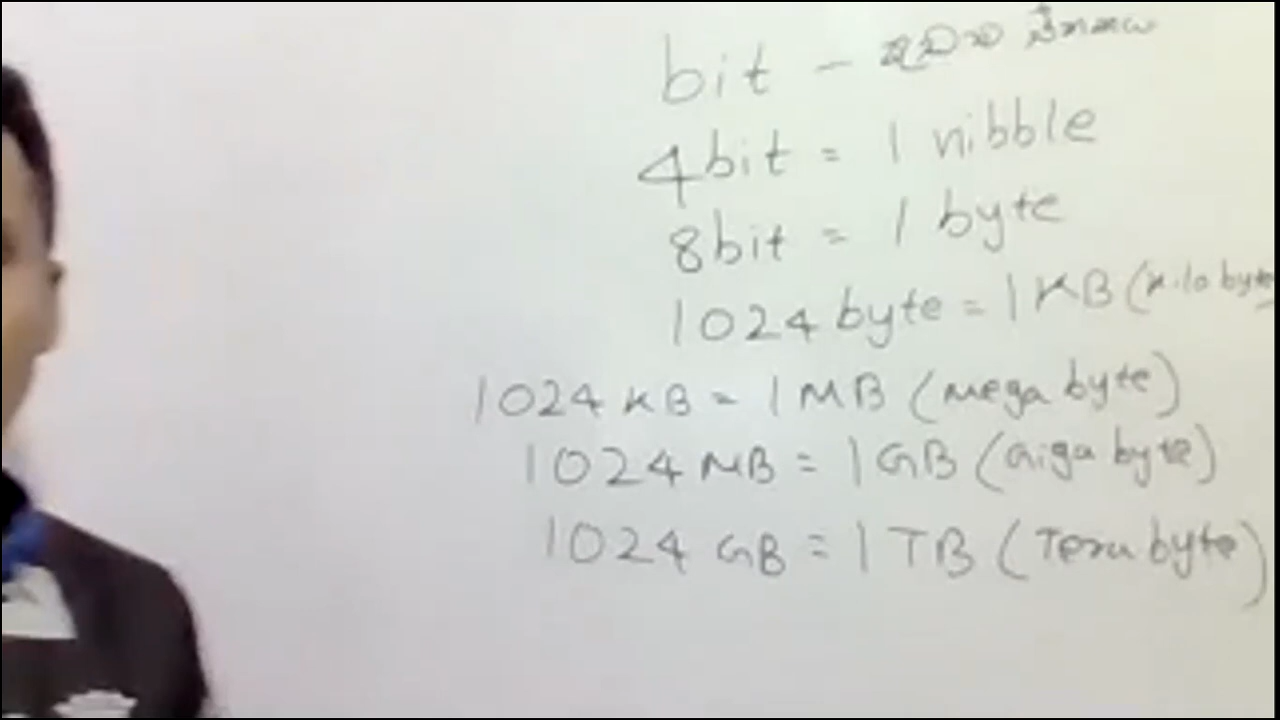 bit -
4bit = 1 nibble
8bit = 1 byte
1024 byte = 1 KB (kilo byte
1024 KB = 1 MB (Mega byte)
1024 MB = 1 GB (Giga byte)
1024 GB = 1 TB (Tera byte)